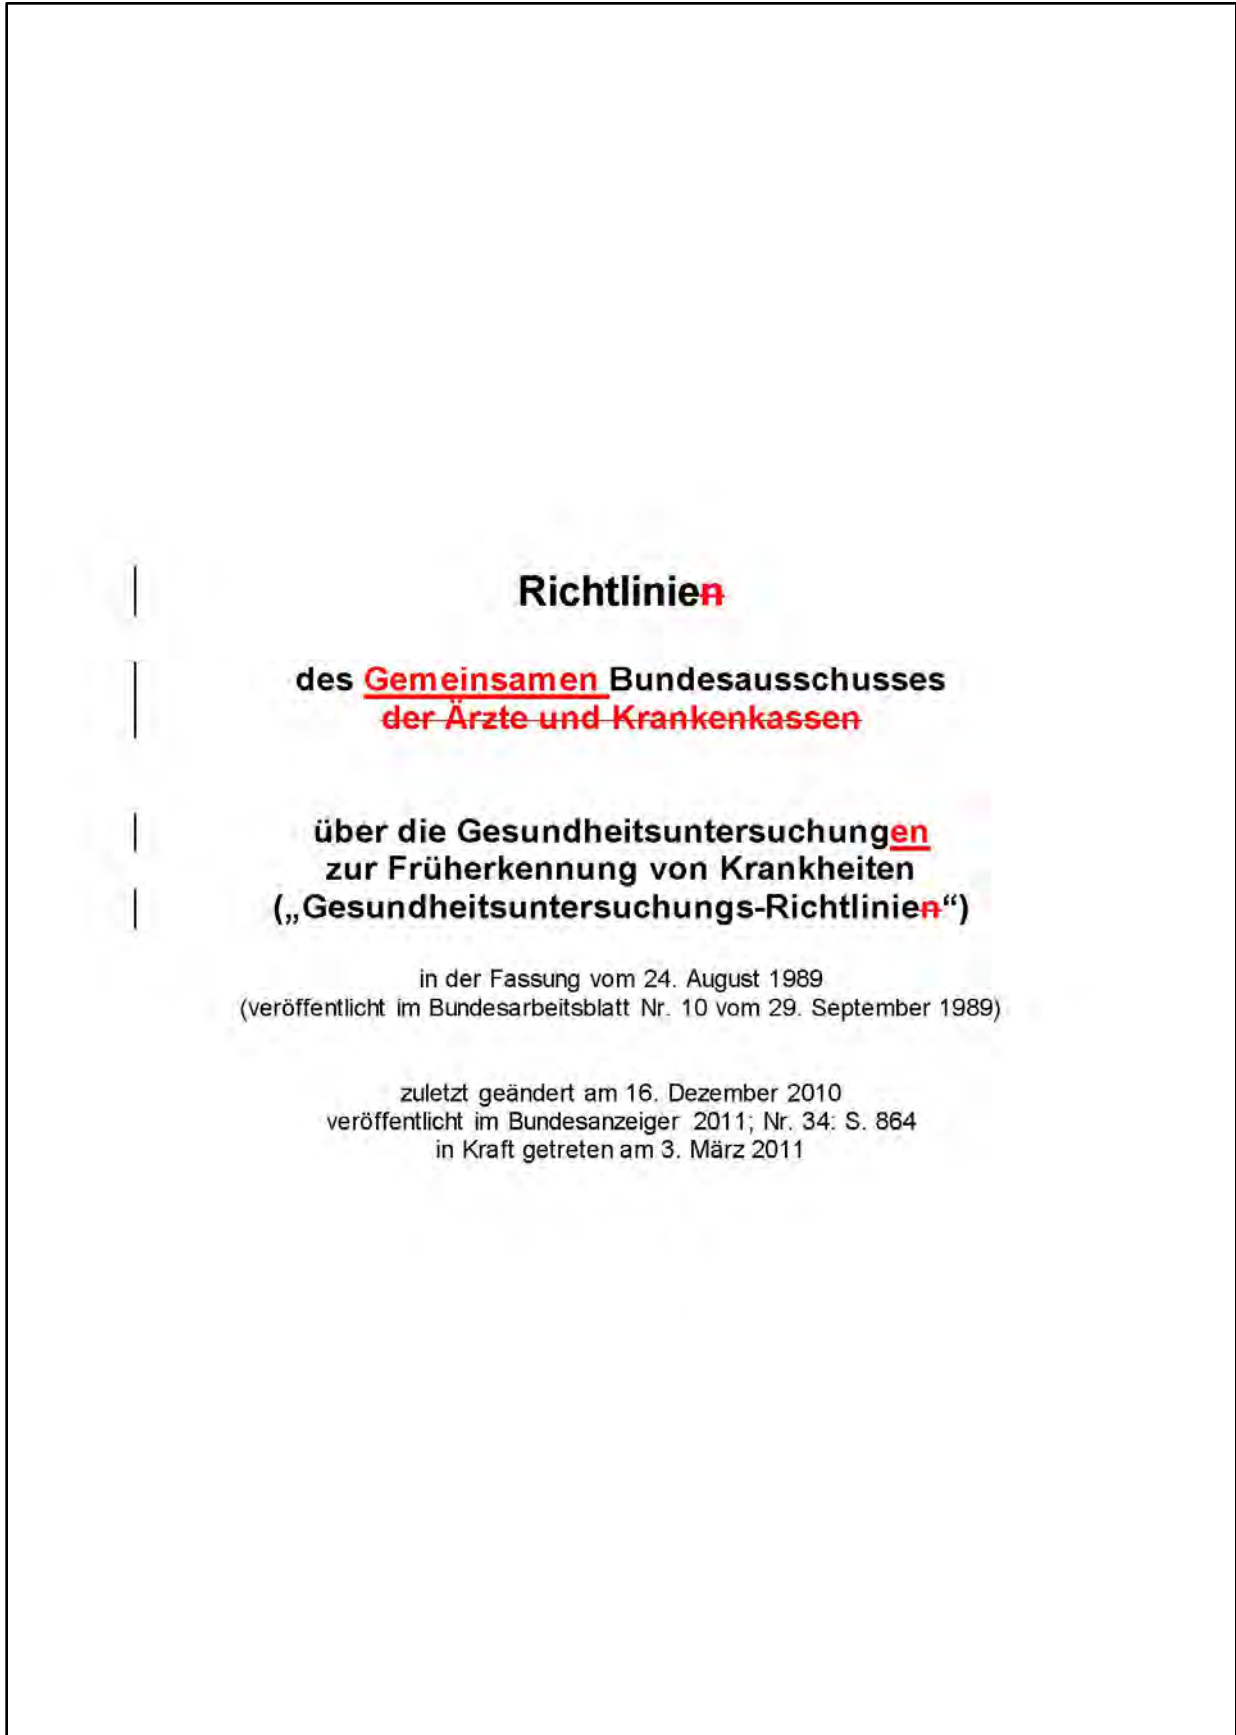 Richtlinien
des Gemeinsamen Bundesausschusses
der Ärzte und Krankenkassen
über die Gesundheitsuntersuchungen
zur Früherkennung von Krankheiten
(„Gesundheitsuntersuchungs-Richtlinien“)
in der Fassung vom 24. August 1989
(veröffentlicht im Bundesarbeitsblatt Nr. 10 vom 29. September 1989)
zuletzt geändert am 16. Dezember 2010
veröffentlicht im Bundesanzeiger 2011; Nr. 34: S. 864
in Kraft getreten am 3. März 2011